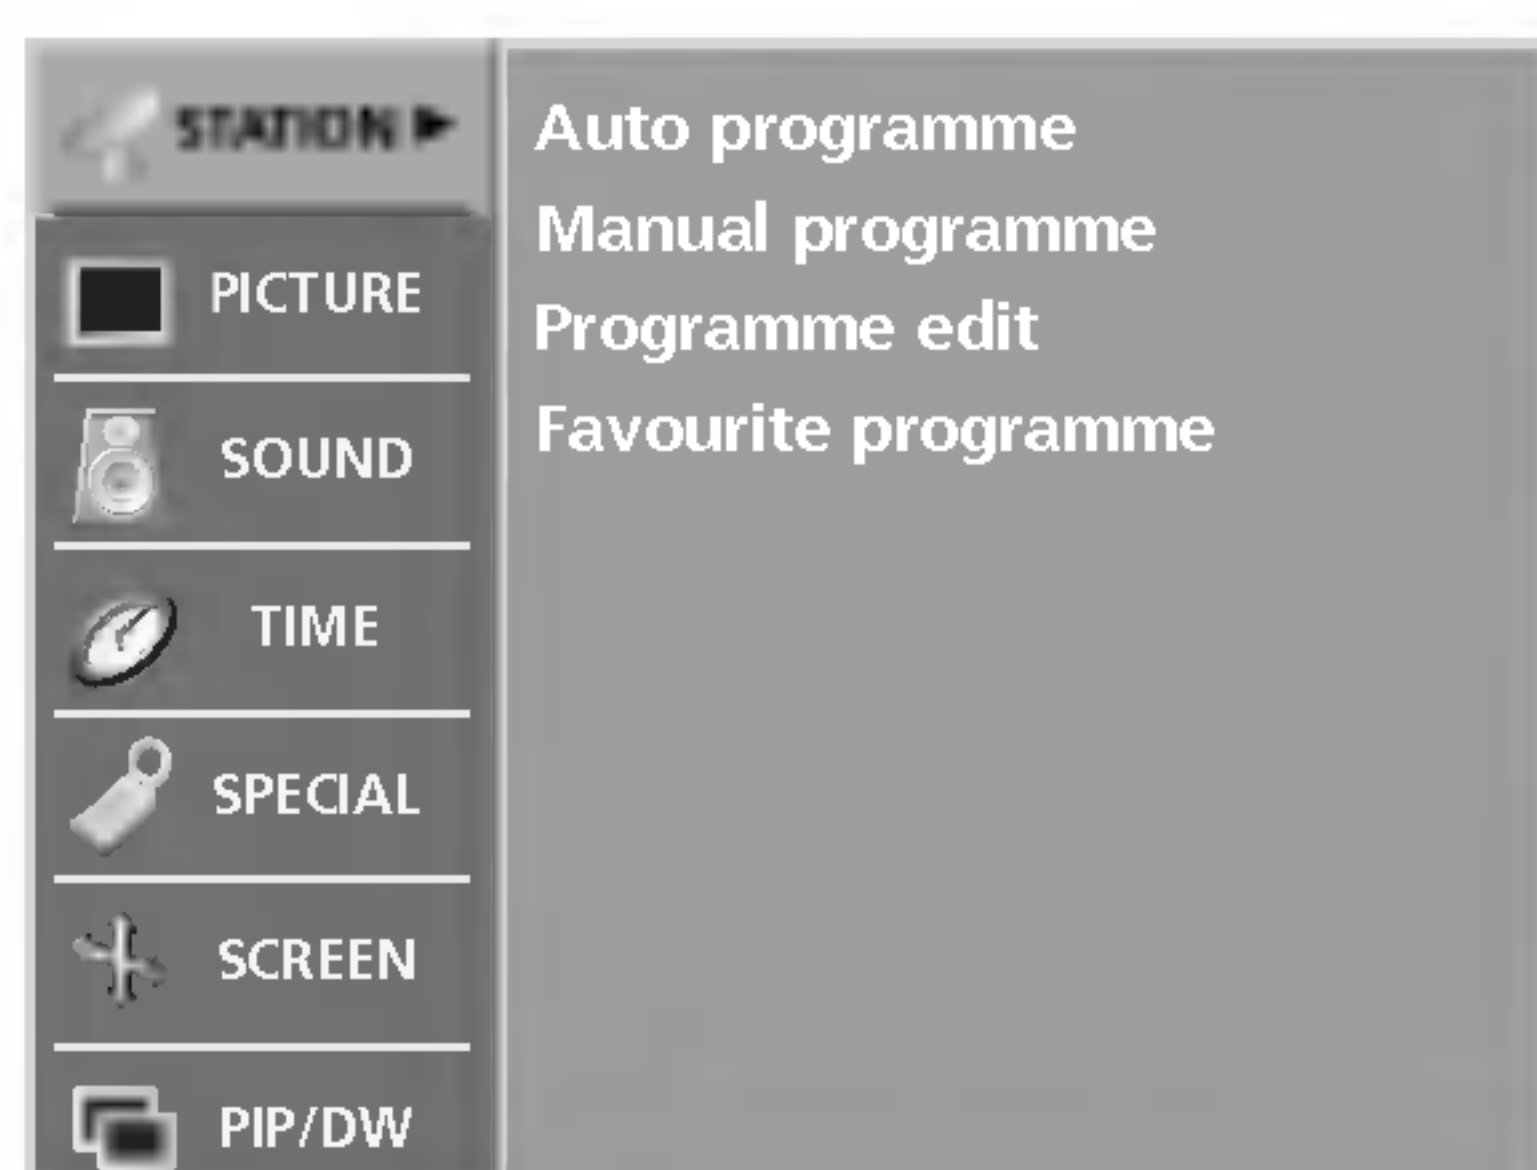 STATION ▶
PICTURE
SOUND
TIME
SPECIAL
SCREEN
PIP/DW
Auto programme
Manual programme
Programme edit
Favourite programme